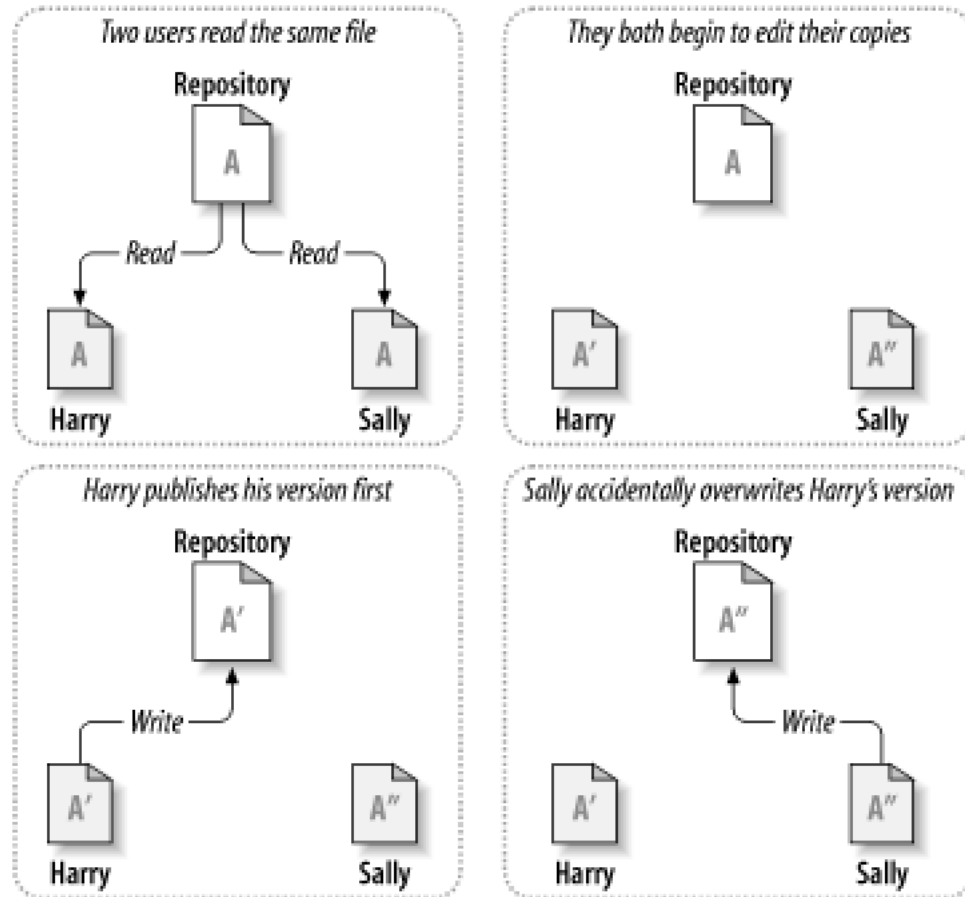 Two users read the same file
Repository
A
Read Read
A A
Harry Sally
They both begin to edit their copies
Repository
A
A′ A″
Harry Sally
Harry publishes his version first
Repository
A′
Write
A′ A″
Harry Sally
Sally accidentally overwrites Harry’s version
Repository
A″
Write
A′ A″
Harry Sally